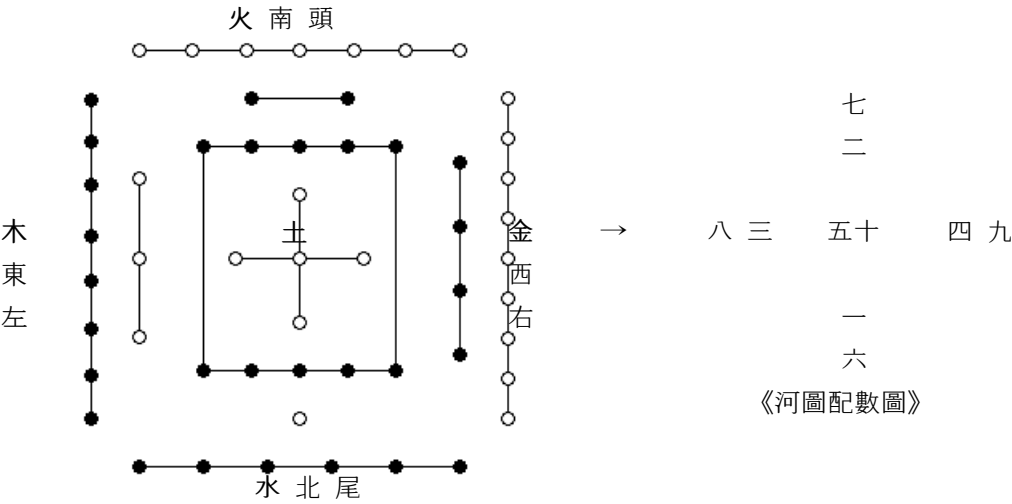 火 南 頭
木
東
左
土
金
西
右
水 北 尾
→
七
二
八 三 五十 四 九
一
六
《河圖配數圖》